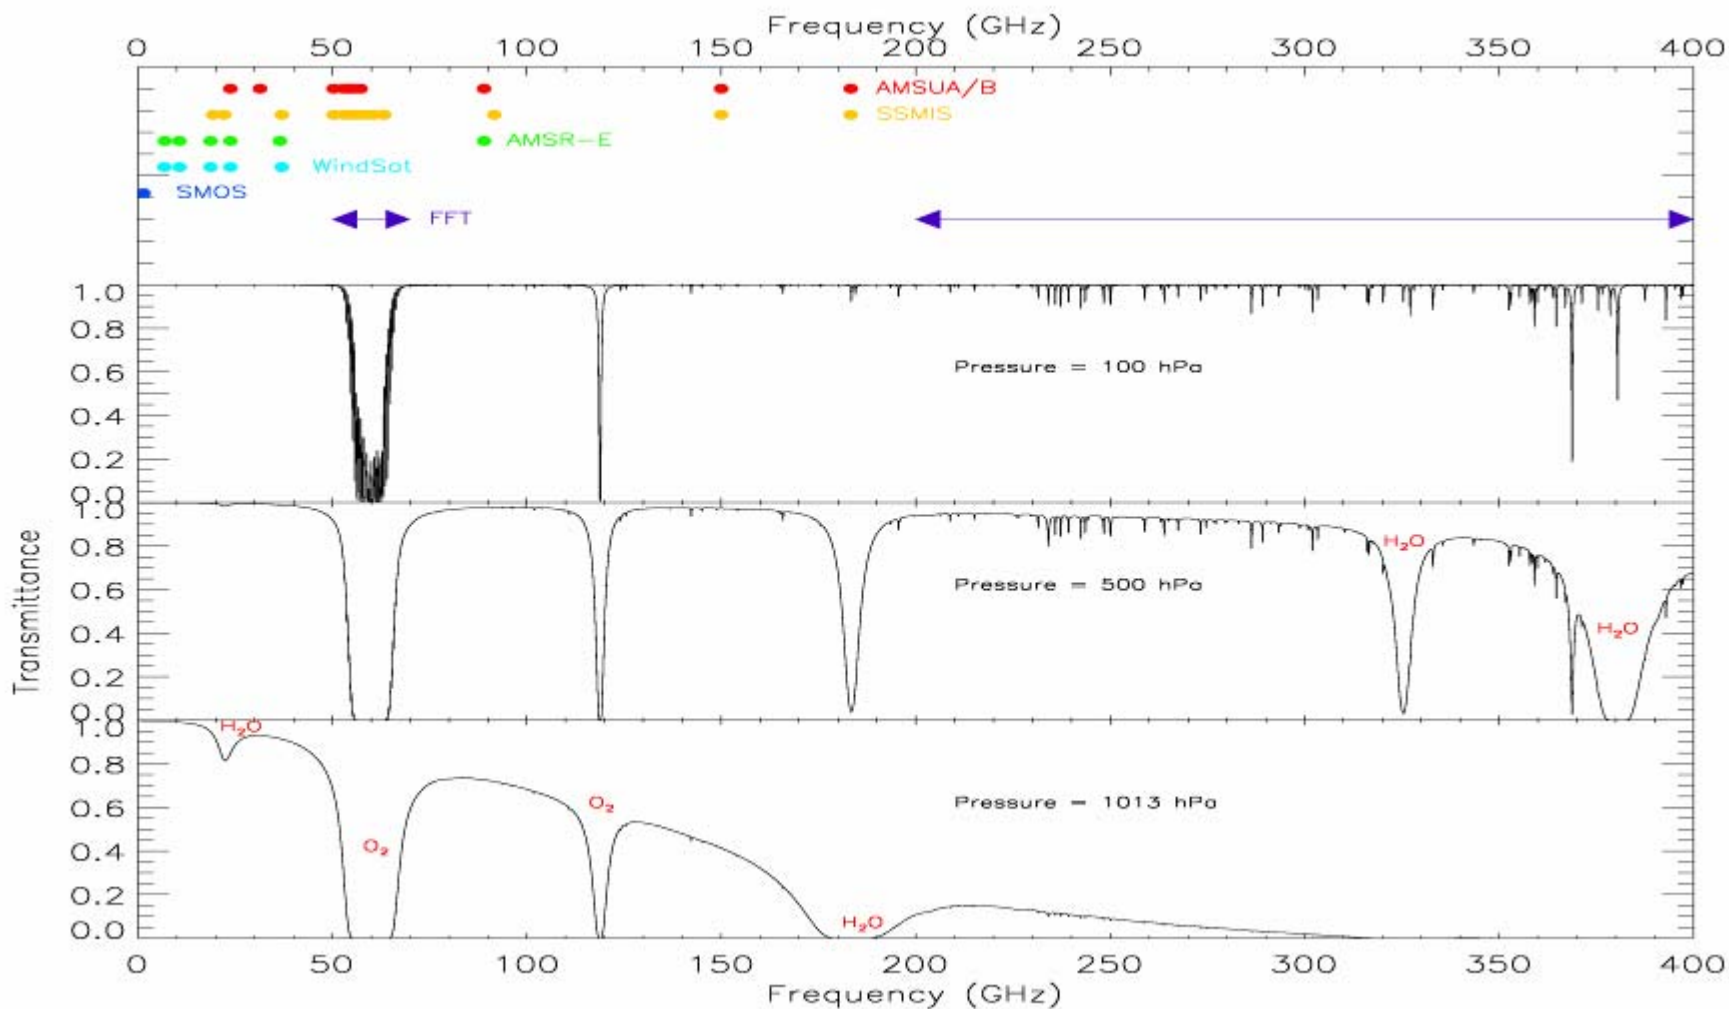 Frequency (GHz)
0 50 100 150 200 250 300 350 400
AMSUA/B
SSMIS
AMSR-E
WindSat
SMOS
FFT
1.0
0.8
0.6
0.4
0.2
0.0
Pressure = 100 hPa
1.0
0.8
0.6
0.4
0.2
0.0
H₂O
Pressure = 500 hPa
H₂O
Transmittance
1.0
0.8
0.6
0.4
0.2
0.0
H₂O
O₂
Pressure = 1013 hPa
O₂
H₂O
0 50 100 150 200 250 300 350 400
Frequency (GHz)